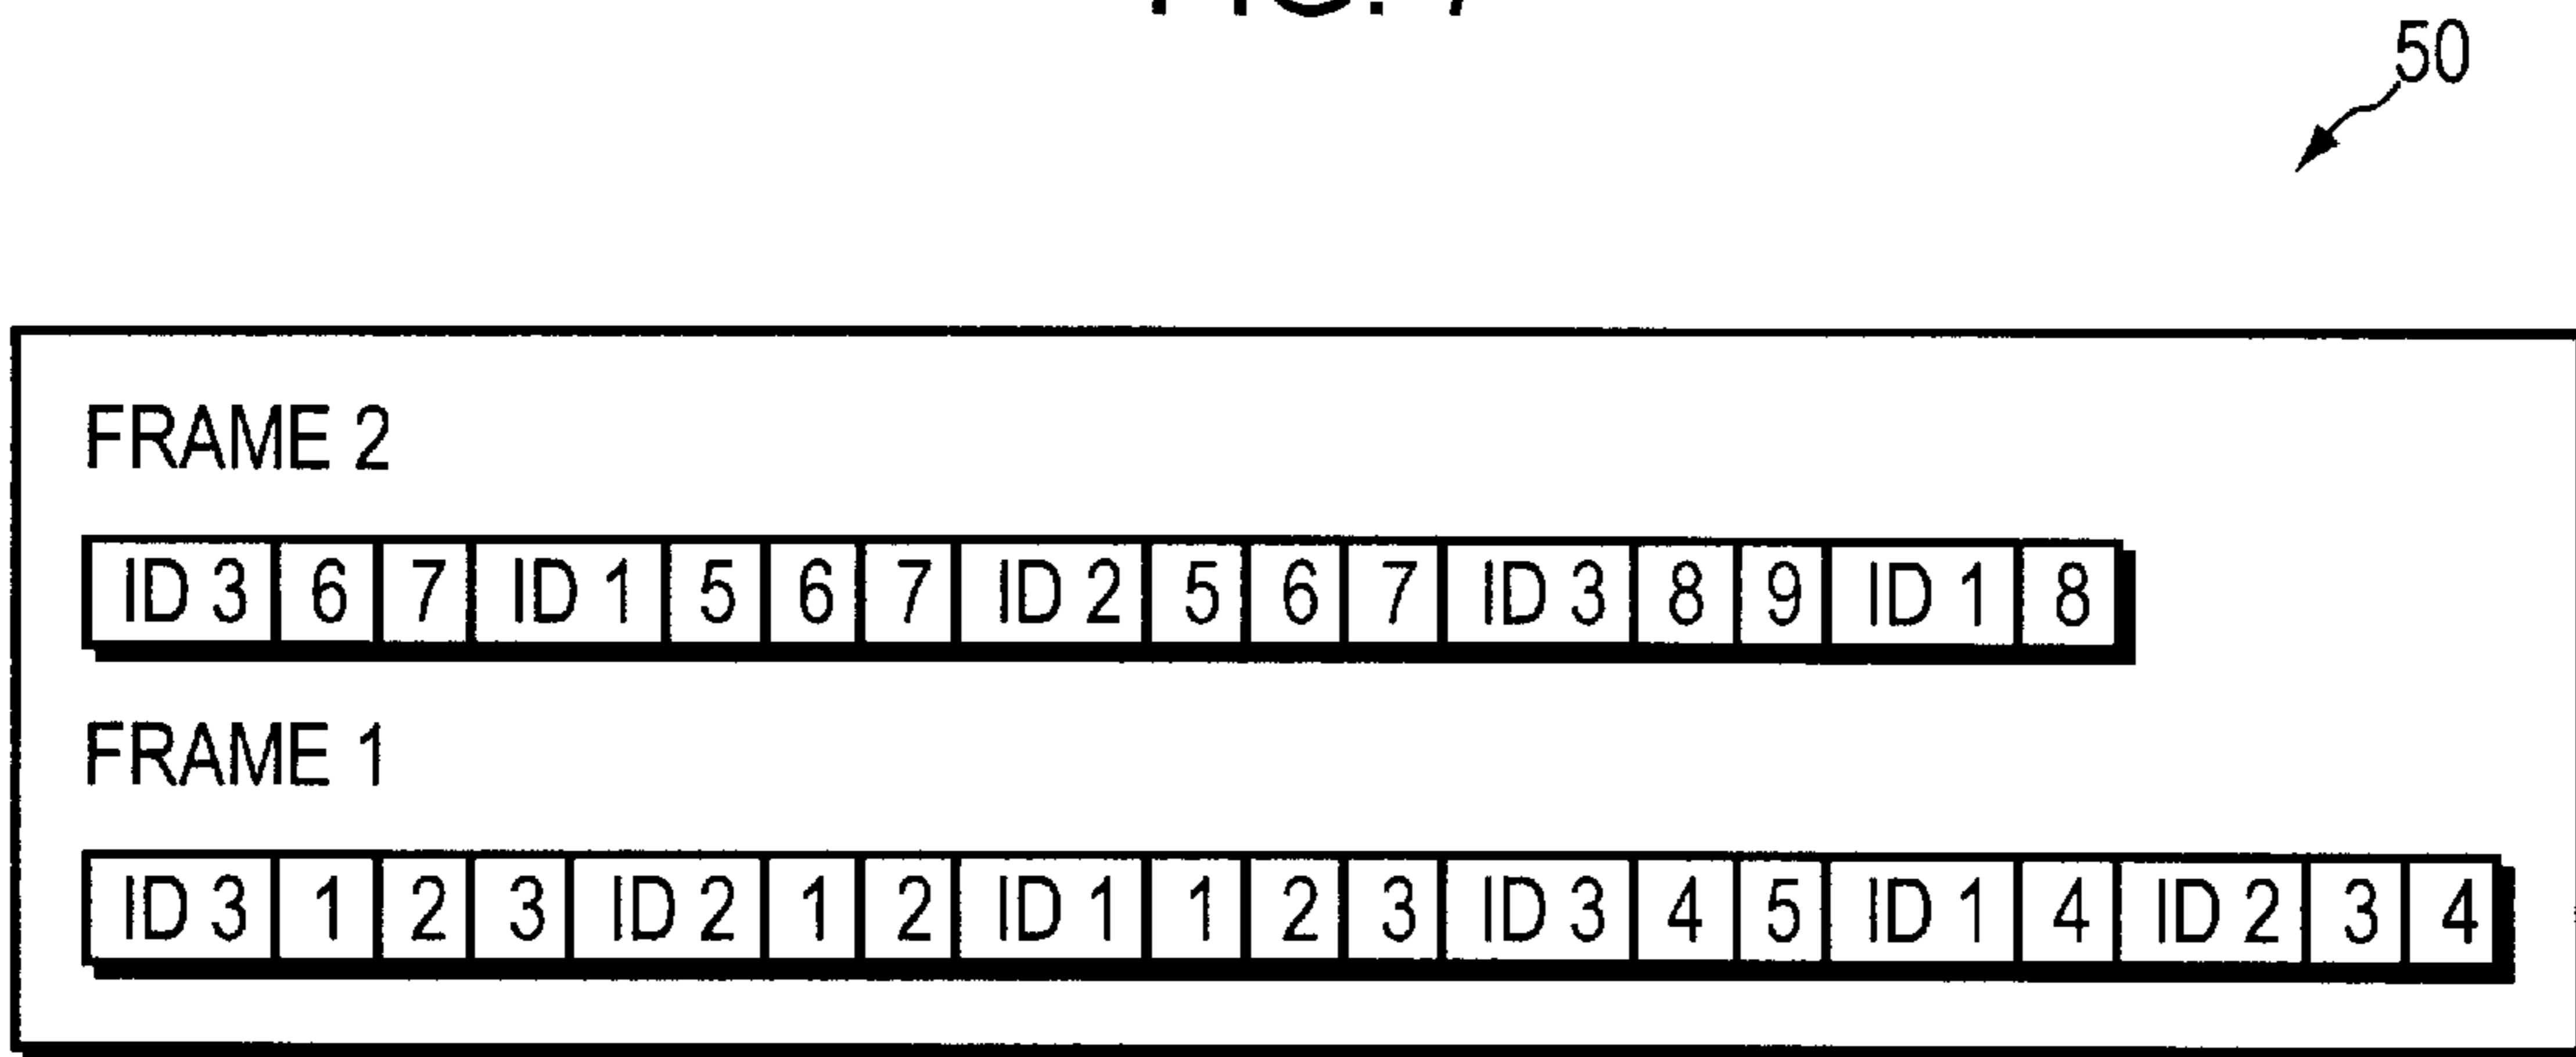 FIG. 7
50
FRAME 2
ID 3 6 7 ID 1 5 6 7 ID 2 5 6 7 ID 3 8 9 ID 1 8
FRAME 1
ID 3 1 2 3 ID 2 1 2 ID 1 1 2 3 ID 3 4 5 ID 1 4 ID 2 3 4